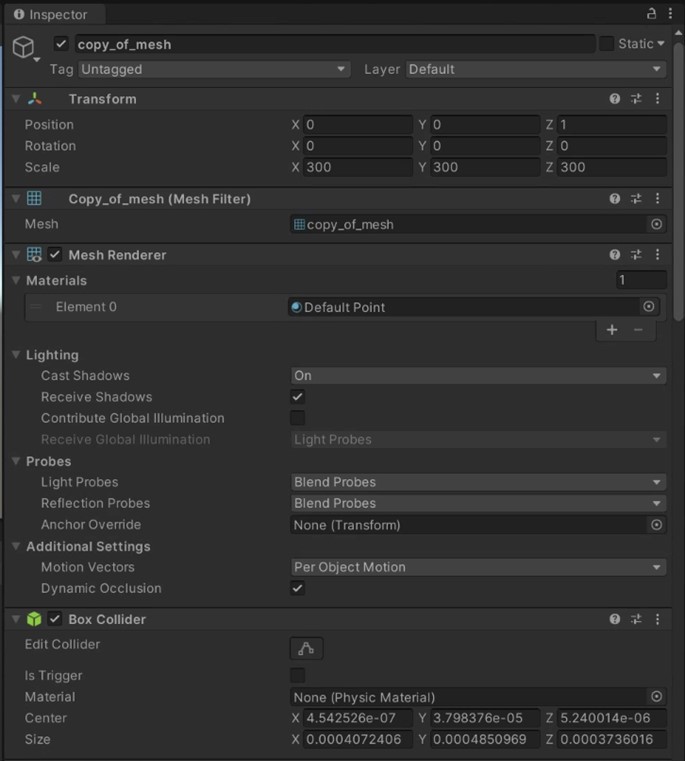 Inspector
copy_of_mesh Static
Tag Untagged Layer Default
Transform
Position X 0 Y 0 Z 1
Rotation X 0 Y 0 Z 0
Scale X 300 Y 300 Z 300
Copy_of_mesh (Mesh Filter)
Mesh copy_of_mesh
Mesh Renderer
Materials 1
Element 0 Default Point
+ −
Lighting
Cast Shadows On
Receive Shadows
Contribute Global Illumination
Receive Global Illumination Light Probes
Probes
Light Probes Blend Probes
Reflection Probes Blend Probes
Anchor Override None (Transform)
Additional Settings
Motion Vectors Per Object Motion
Dynamic Occlusion
Box Collider
Edit Collider
Is Trigger
Material None (Physic Material)
Center X 4.542526e-07 Y 3.798376e-05 Z 5.240014e-06
Size X 0.0004072406 Y 0.0004850969 Z 0.0003736016